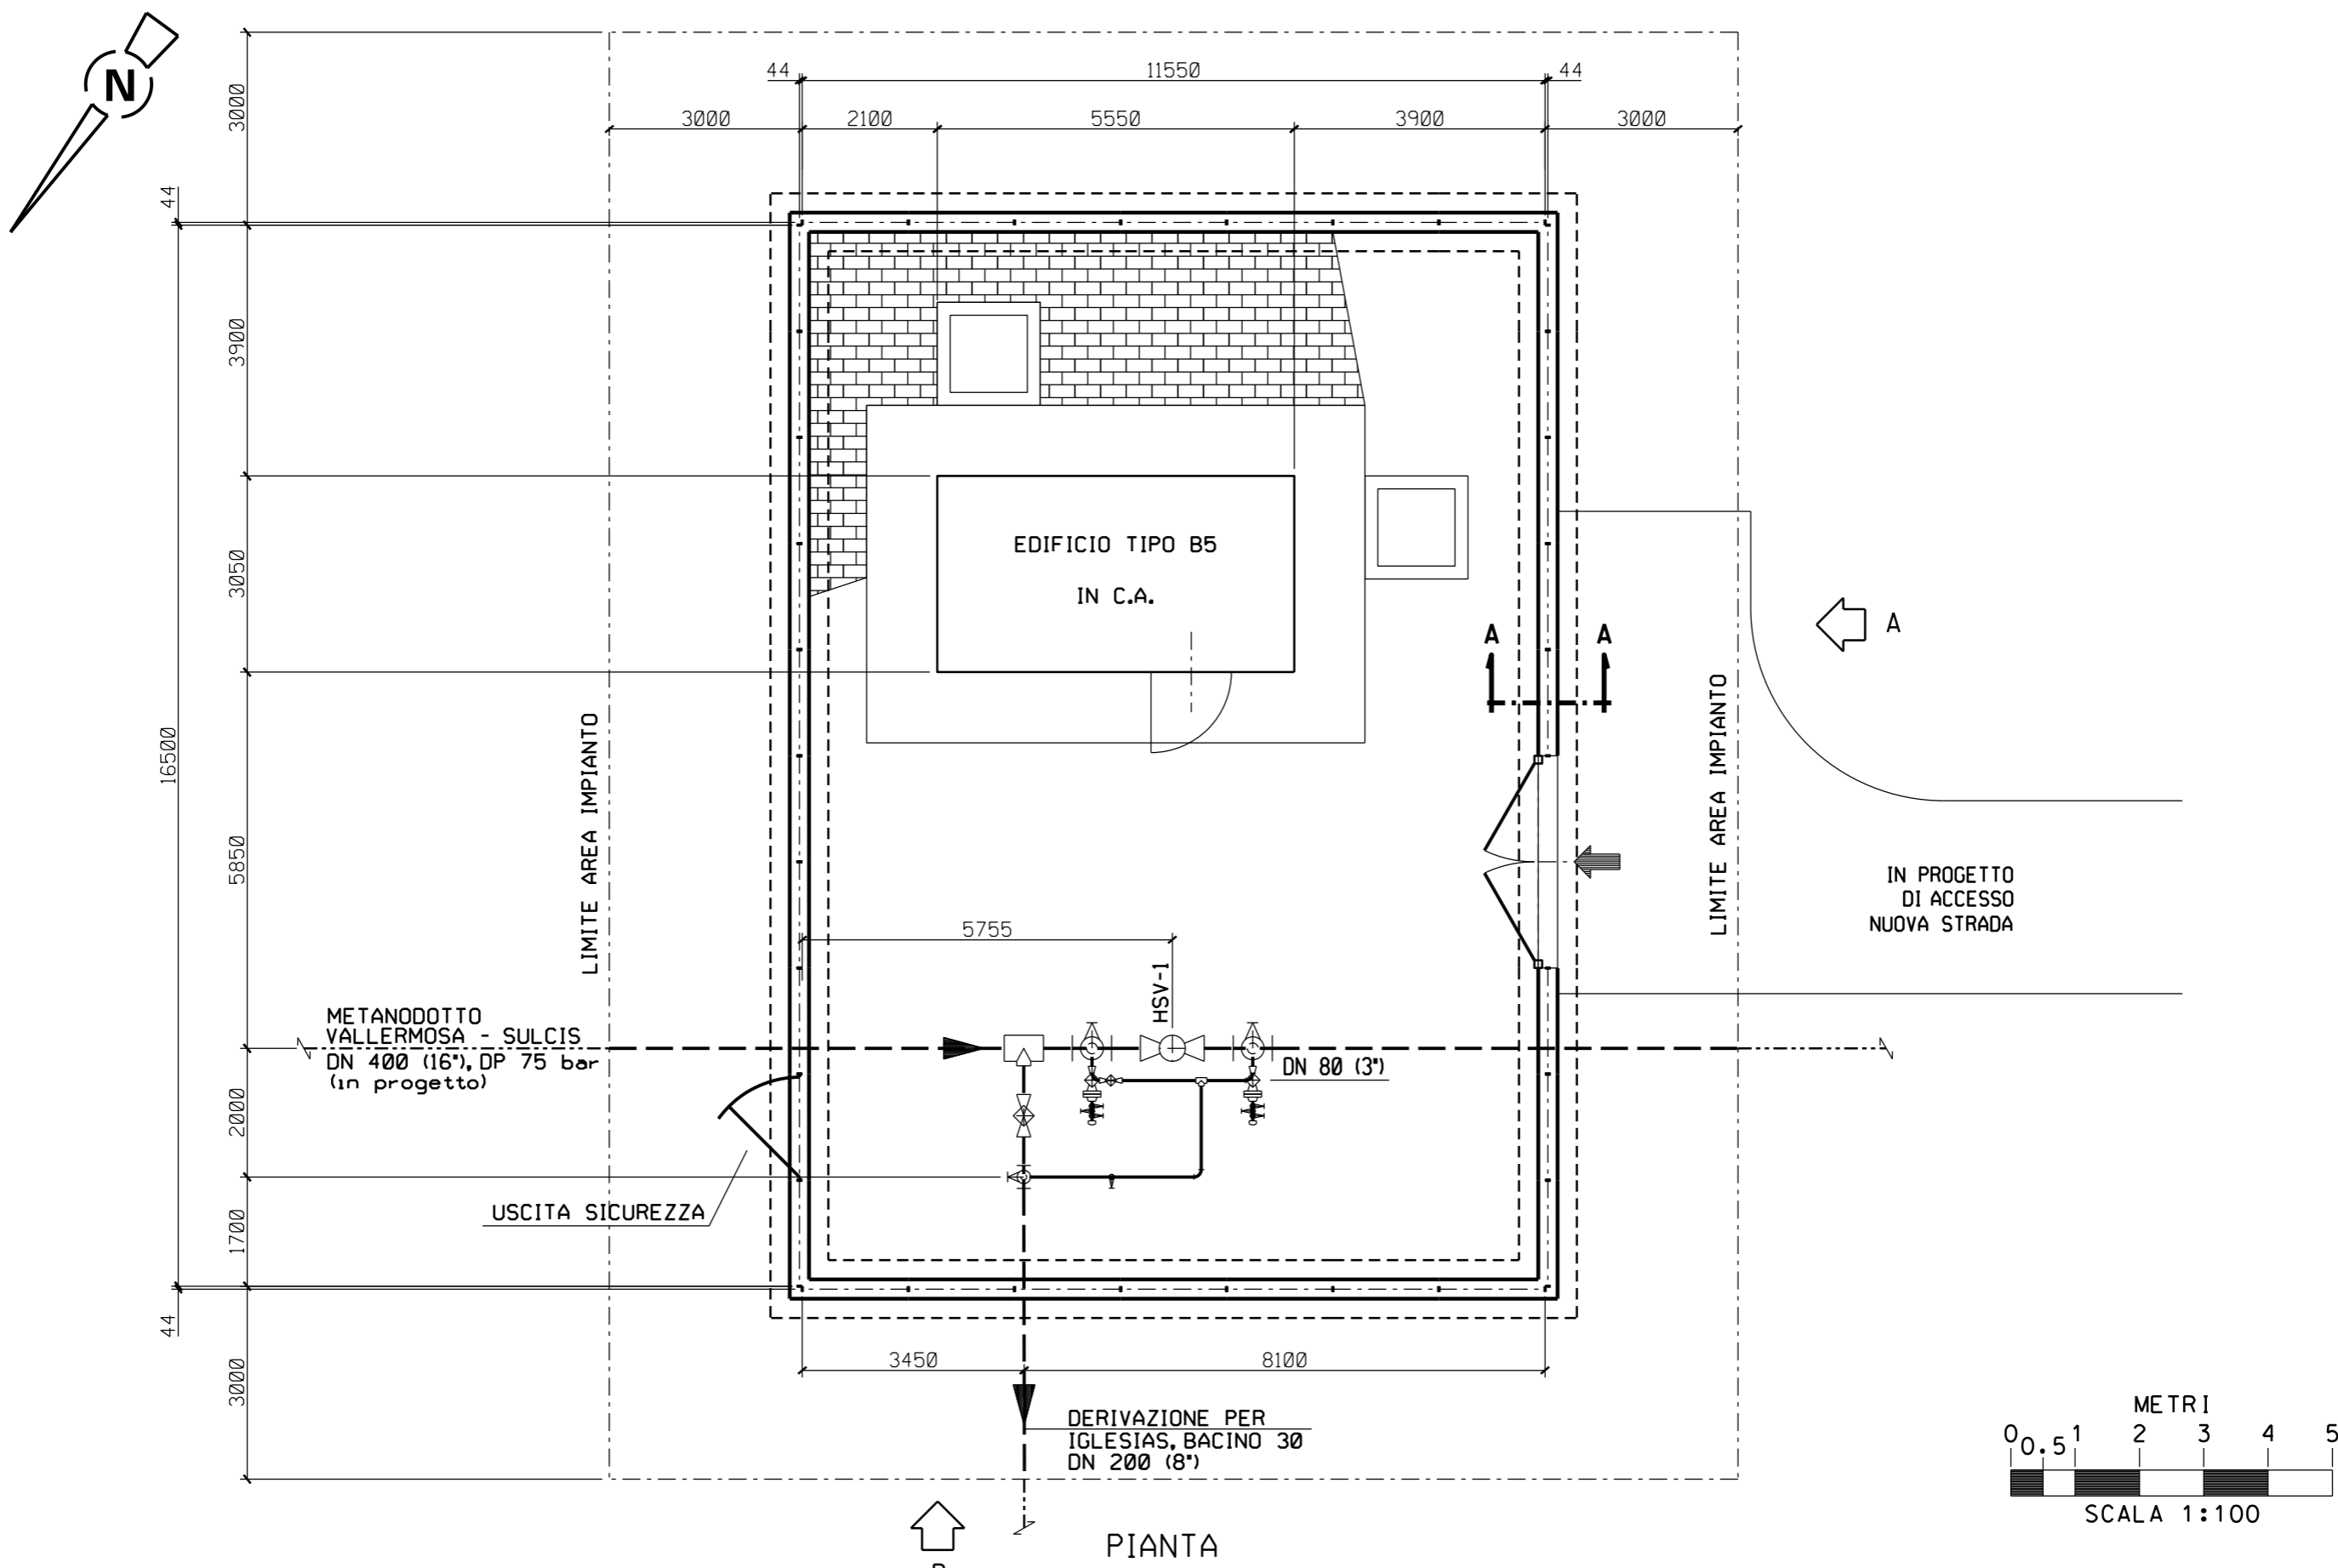 N
44
11550
44
3000
2100
5550
3900
3000
3000
44
3900
3050
16500
5850
2000
1700
44
3000
EDIFICIO TIPO B5
IN C.A.
A
A
A
LIMITE AREA IMPIANTO
LIMITE AREA IMPIANTO
IN PROGETTO
DI ACCESSO
NUOVA STRADA
5755
HSV-1
METANODOTTO
VALLERMOSA - SULCIS
DN 400 (16"), DP 75 bar
(in progetto)
DN 80 (3")
USCITA SICUREZZA
3450
8100
DERIVAZIONE PER
IGLESIAS, BACINO 30
DN 200 (8")
METRI
0 0.5 1 2 3 4 5
SCALA 1:100
PIANTA